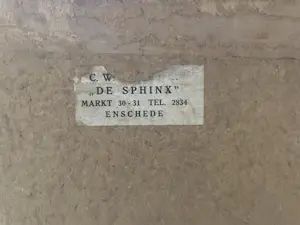 C. W.
„DE SPHINX”
MARKT 30-31 TEL. 2834
ENSCHEDE